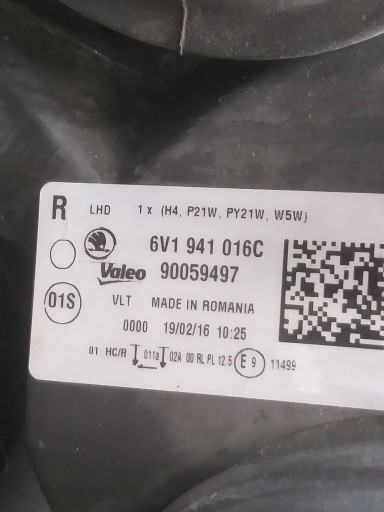 R LHD 1 x (H4, P21W, PY21W, W5W)
6V1 941 016C
Valeo 90059497
01S VLT MADE IN ROMANIA
0000 19/02/16 10:25
01 HC/R 011a 02A 00 RL PL 12.5 E 9 11499